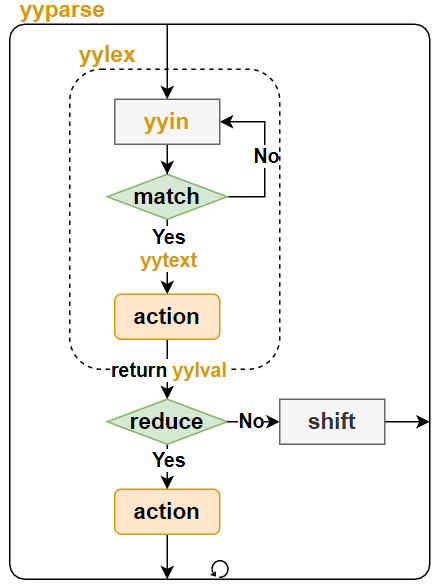 yyparse
yylex
yyin
No
match
Yes
yytext
action
return yylval
reduce
No
shift
Yes
action